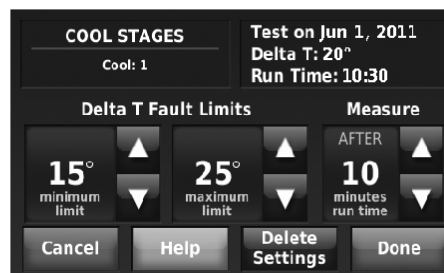 COOL STAGES
Cool: 1
Test on Jun 1, 2011
Delta T: 20°
Run Time: 10:30
Delta T Fault Limits
Measure
15°
minimum
limit
25°
maximum
limit
AFTER
10
minutes
run time
Cancel
Help
Delete
Settings
Done